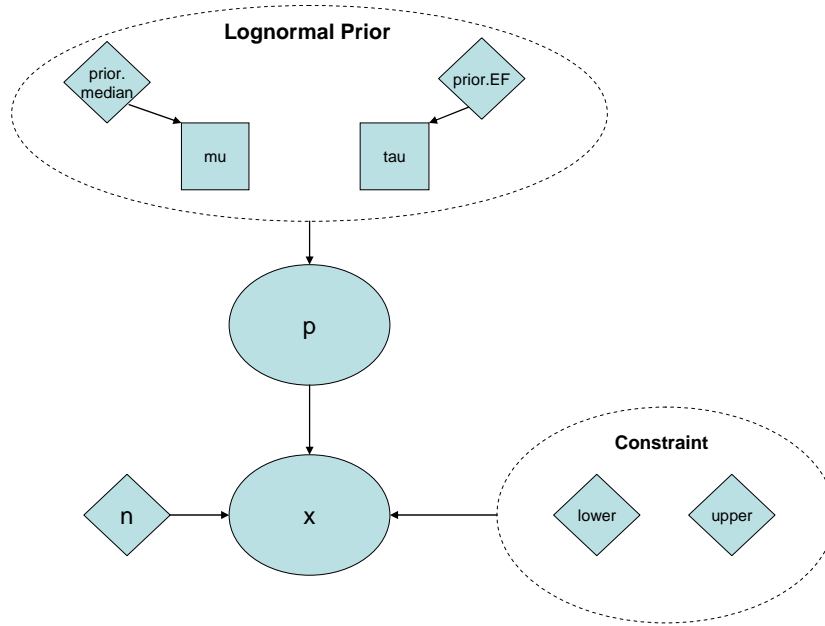 Lognormal Prior
prior.
median
prior.EF
mu
tau
p
Constraint
n
x
lower
upper